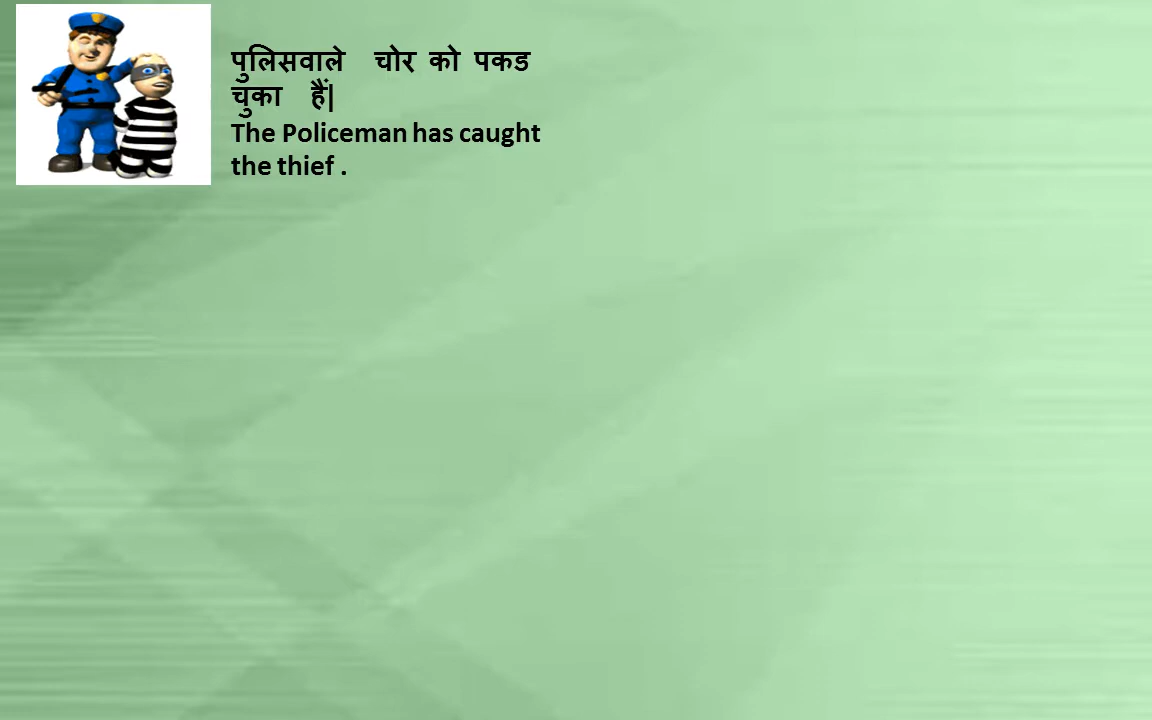 पुलिसवाले चोर को पकड
चुका हैं|
The Policeman has caught
the thief .